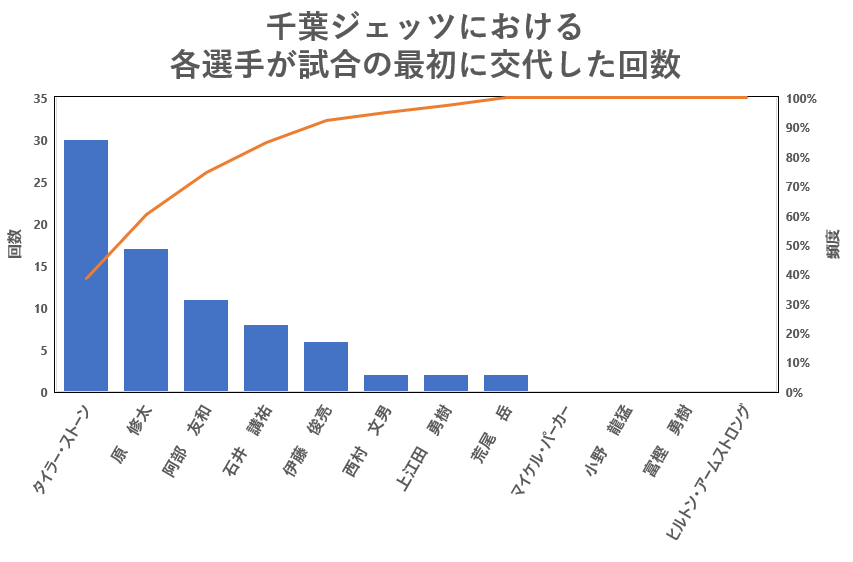 千葉ジェッツにおける
各選手が試合の最初に交代した回数
35
30
25
20
15
10
5
0
回数
100%
90%
80%
70%
60%
50%
40%
30%
20%
10%
0%
頻度
タイラー・ストーン
原　修太
阿部　友和
石井　講祐
伊藤　俊亮
西村　文男
上江田　勇樹
荒尾　岳
マイケル・パーカー
小野　龍猛
富樫　勇樹
ヒルトン・アームストロング